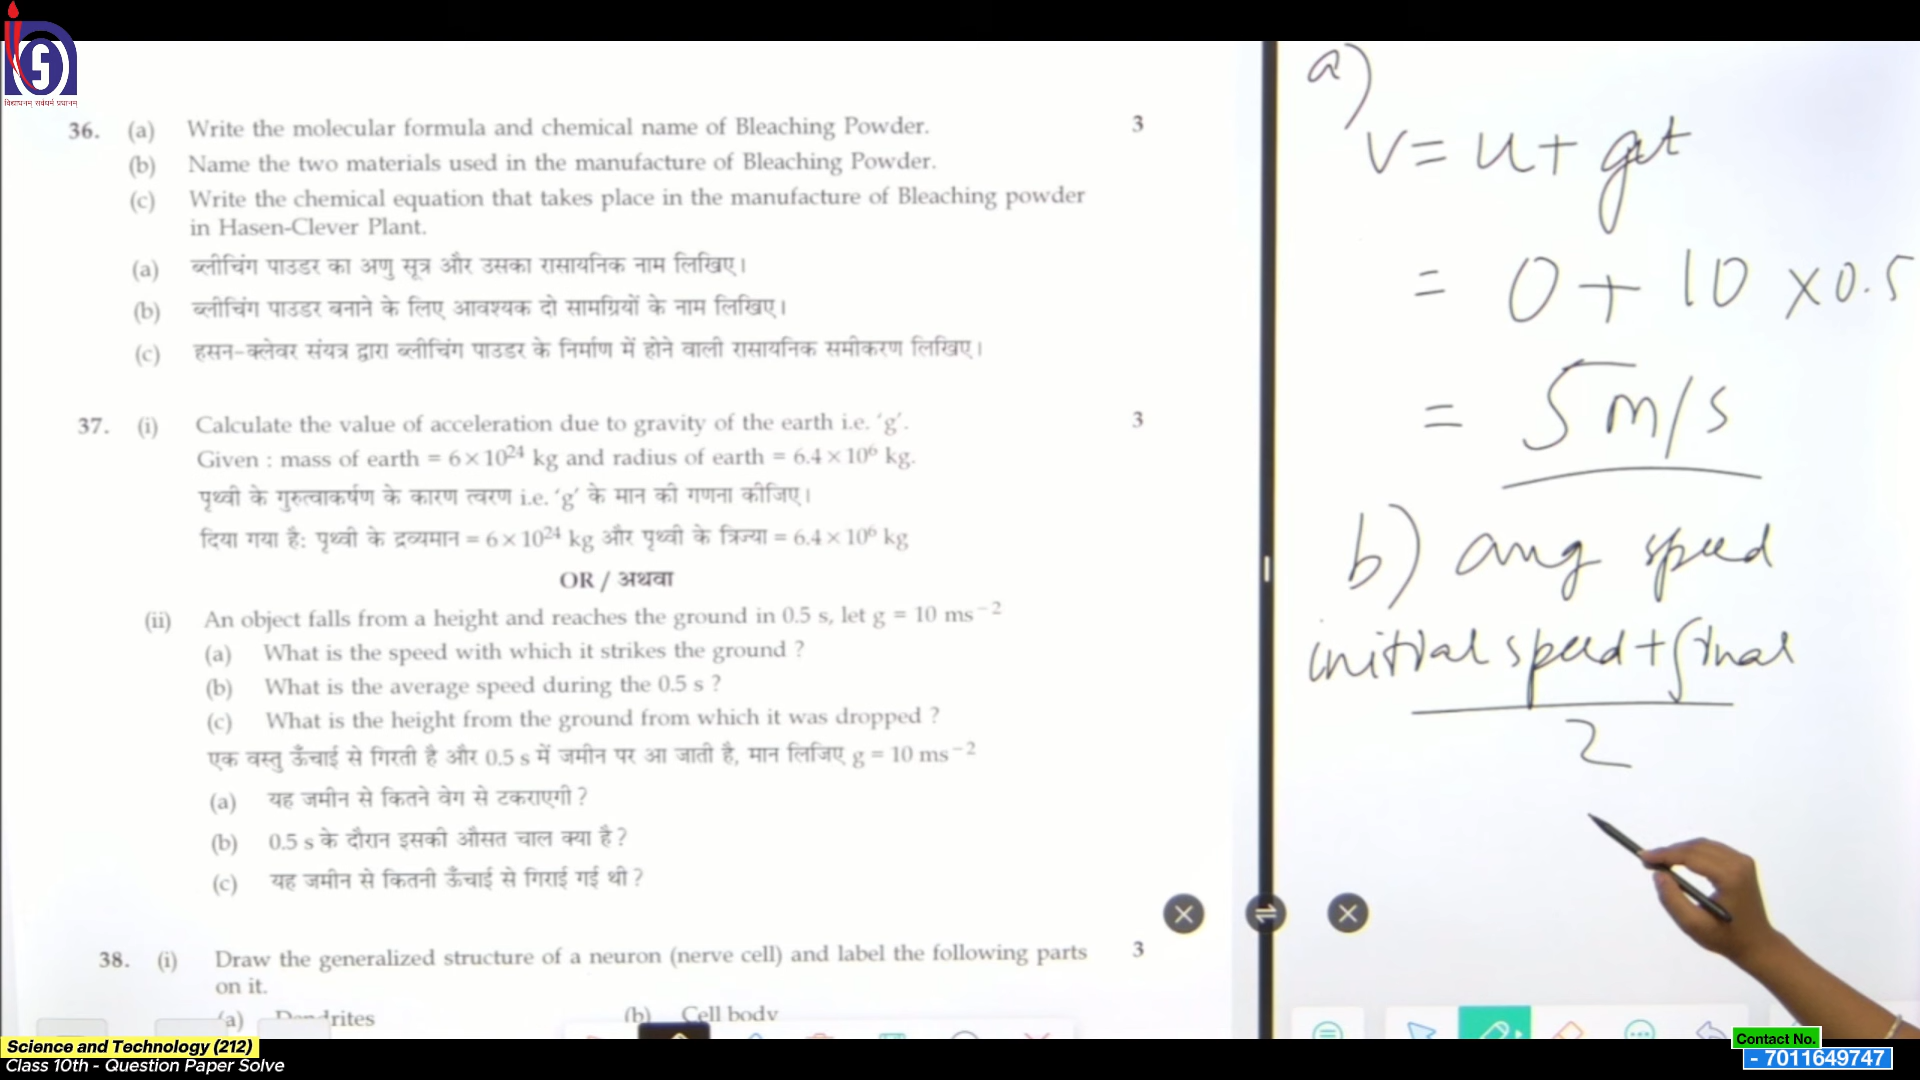 विद्याधनम् सर्वधर्म प्रधानम्
36. (a) Write the molecular formula and chemical name of Bleaching Powder. 3
(b) Name the two materials used in the manufacture of Bleaching Powder.
(c) Write the chemical equation that takes place in the manufacture of Bleaching powder
in Hasen-Clever Plant.
(a) ब्लीचिंग पाउडर का अणु सूत्र और उसका रासायनिक नाम लिखिए।
(b) ब्लीचिंग पाउडर बनाने के लिए आवश्यक दो सामग्रियों के नाम लिखिए।
(c) हसन-क्लेवर संयत्र द्वारा ब्लीचिंग पाउडर के निर्माण में होने वाली रासायनिक समीकरण लिखिए।
37. (i) Calculate the value of acceleration due to gravity of the earth i.e. 'g'. 3
Given : mass of earth = 6×10²⁴ kg and radius of earth = 6.4×10⁶ kg.
पृथ्वी के गुरुत्वाकर्षण के कारण त्वरण i.e. 'g' के मान की गणना कीजिए।
दिया गया है: पृथ्वी के द्रव्यमान = 6×10²⁴ kg और पृथ्वी के त्रिज्या = 6.4×10⁶ kg
OR / अथवा
(ii) An object falls from a height and reaches the ground in 0.5 s, let g = 10 ms⁻²
(a) What is the speed with which it strikes the ground ?
(b) What is the average speed during the 0.5 s ?
(c) What is the height from the ground from which it was dropped ?
एक वस्तु ऊँचाई से गिरती है और 0.5 s में जमीन पर आ जाती है, मान लिजिए g = 10 ms⁻²
(a) यह जमीन से कितने वेग से टकराएगी ?
(b) 0.5 s के दौरान इसकी औसत चाल क्या है ?
(c) यह जमीन से कितनी ऊँचाई से गिराई गई थी ?
38. (i) Draw the generalized structure of a neuron (nerve cell) and label the following parts 3
on it.
(a) Dendrites (b) Cell body
a)
v = u + gt
= 0 + 10 × 0.5
= 5 m/s
b) avg speed
initial speed + final
2
Science and Technology (212)
Class 10th - Question Paper Solve
Contact No.
- 7011649747